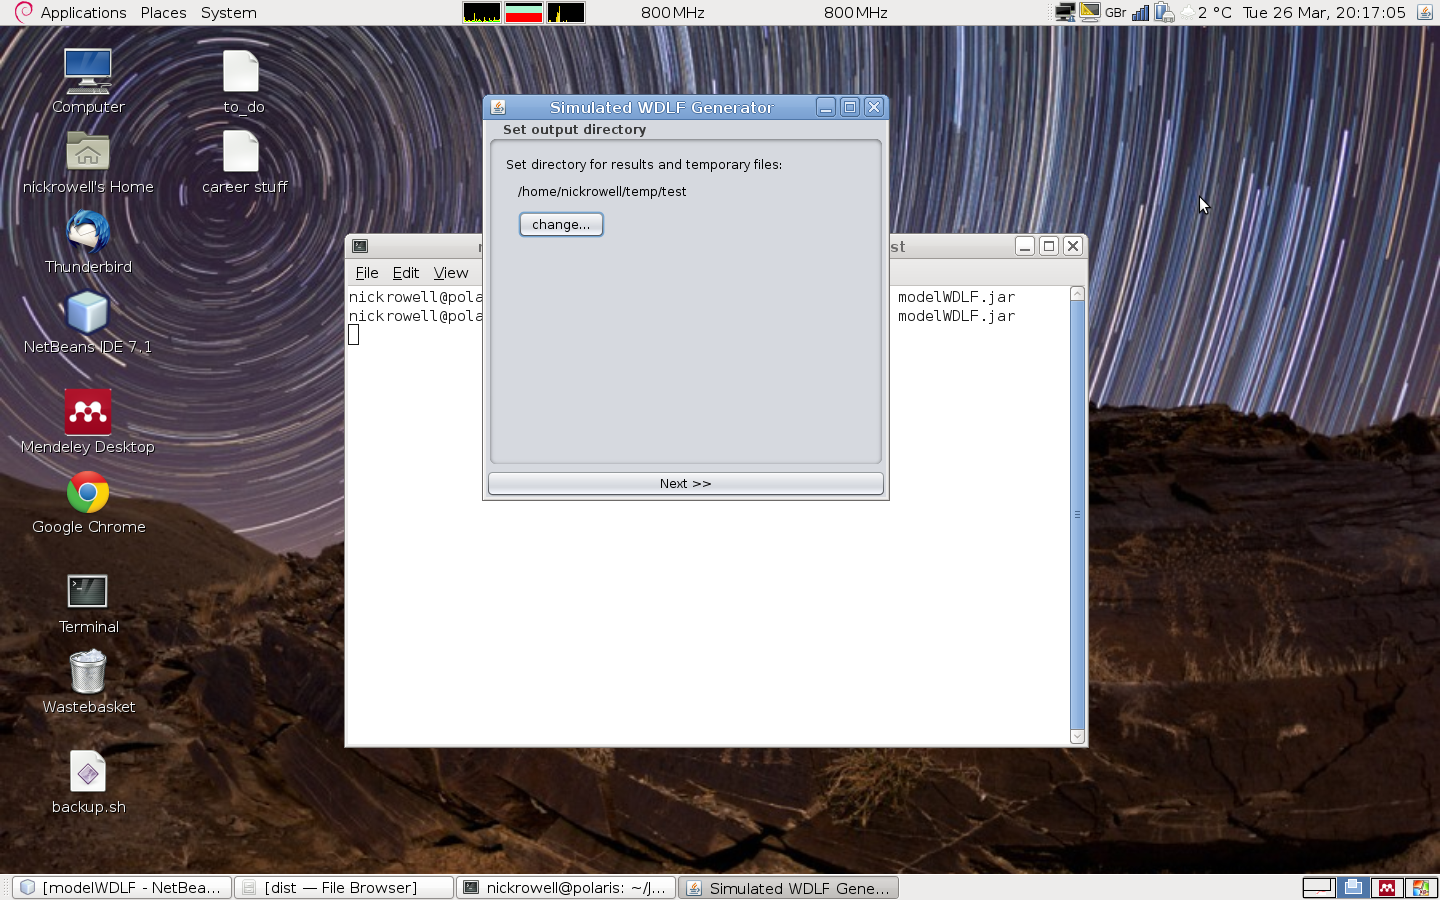 Applications Places System 800 MHz 800 MHz GBr 2 °C Tue 26 Mar, 20:17:05
Computer
to_do
nickrowell's Home
career stuff
Thunderbird
NetBeans IDE 7.1
Mendeley Desktop
Google Chrome
Terminal
Wastebasket
backup.sh
Simulated WDLF Generator
Set output directory
Set directory for results and temporary files:
/home/nickrowell/temp/test
change...
Next >>
File Edit View
nickrowell@pola modelWDLF.jar
nickrowell@pola modelWDLF.jar
[modelWDLF - NetBea...
[dist — File Browser]
nickrowell@polaris: ~/J...
Simulated WDLF Gene...